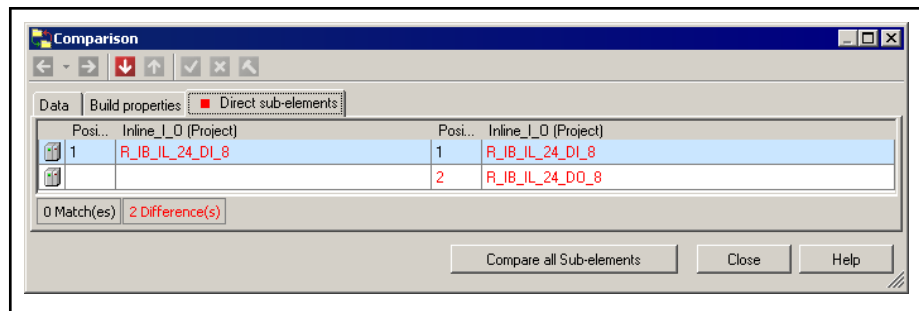 Comparison
Data Build properties Direct sub-elements
Posi... Inline_I_O (Project) Posi... Inline_I_O (Project)
1 R_IB_IL_24_DI_8 1 R_IB_IL_24_DI_8
2 R_IB_IL_24_DO_8
0 Match(es) 2 Difference(s)
Compare all Sub-elements Close Help